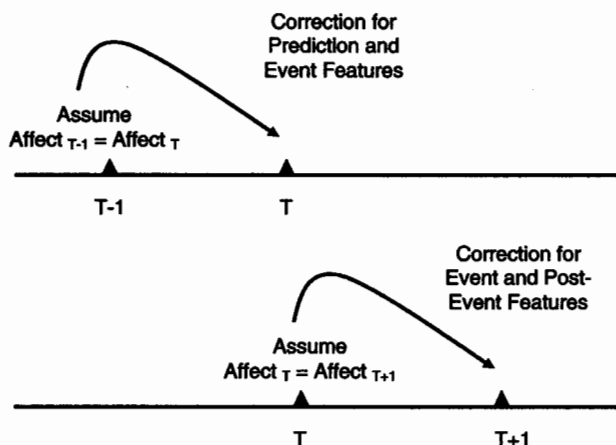 Correction for
Prediction and
Event Features
Assume
Affect T-1 = Affect T
T-1
T
Correction for
Event and Post-
Event Features
Assume
Affect T = Affect T+1
T
T+1